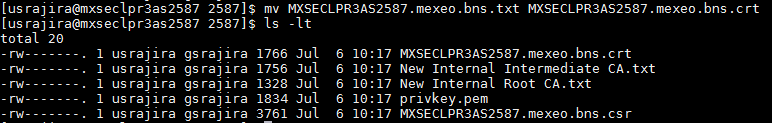 [usrajira@mxseclpr3as2587 2587]$ mv MXSECLPR3AS2587.mexeo.bns.txt MXSECLPR3AS2587.mexeo.bns.crt
[usrajira@mxseclpr3as2587 2587]$ ls -lt
total 20
-rw-------. 1 usrajira gsrajira 1766 Jul  6 10:17 MXSECLPR3AS2587.mexeo.bns.crt
-rw-------. 1 usrajira gsrajira 1756 Jul  6 10:17 New Internal Intermediate CA.txt
-rw-------. 1 usrajira gsrajira 1328 Jul  6 10:17 New Internal Root CA.txt
-rw-------. 1 usrajira gsrajira 1834 Jul  6 10:17 privkey.pem
-rw-------. 1 usrajira gsrajira 3761 Jul  6 10:17 MXSECLPR3AS2587.mexeo.bns.csr